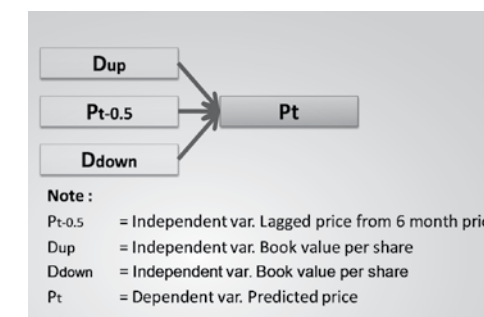 Dup
Pt-0.5
Pt
Ddown
Note :
Pt-0.5 = Independent var. Lagged price from 6 month
Dup = Independent var. Book value per share
Ddown = Independent var. Book value per share
Pt = Dependent var. Predicted price